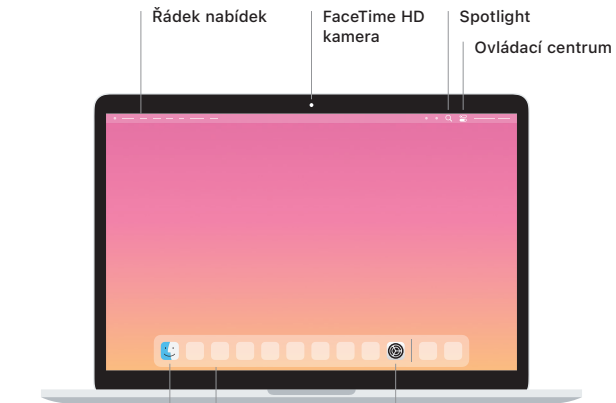 Řádek nabídek
FaceTime HD
kamera
Spotlight
Ovládací centrum